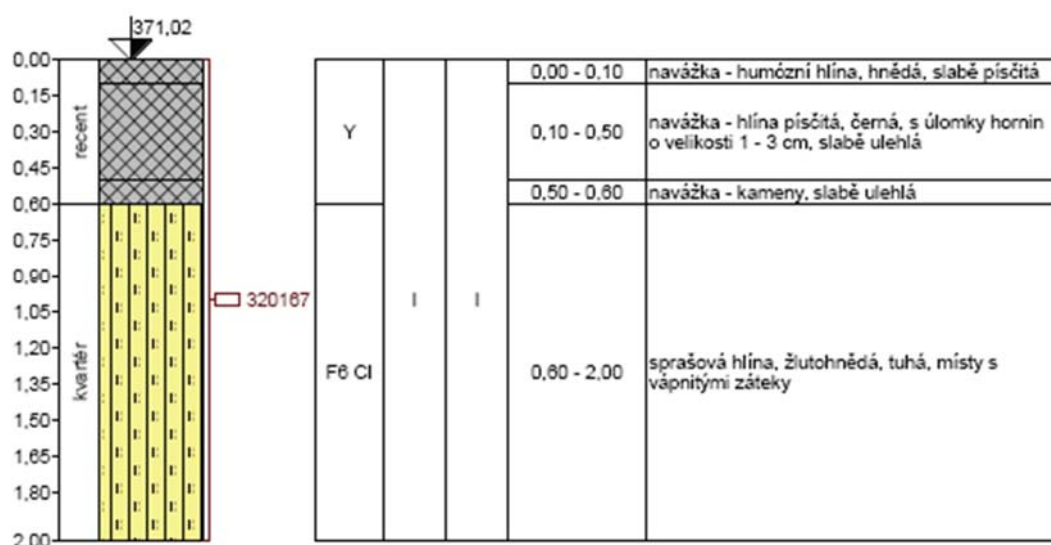 371,02
0,00
0,15
0,30
0,45
0,60
0,75
0,90
1,05
1,20
1,35
1,50
1,65
1,80
2,00
recent
kvartér
320167
Y
F6 CI
I
I
0,00 - 0,10
navážka - humózní hlína, hnědá, slabě písčitá
0,10 - 0,50
navážka - hlína písčitá, černá, s úlomky hornin
o velikosti 1 - 3 cm, slabě ulehlá
0,50 - 0,60
navážka - kameny, slabě ulehlá
0,60 - 2,00
sprašová hlína, žlutohnědá, tuhá, místy s
vápnitými záteky